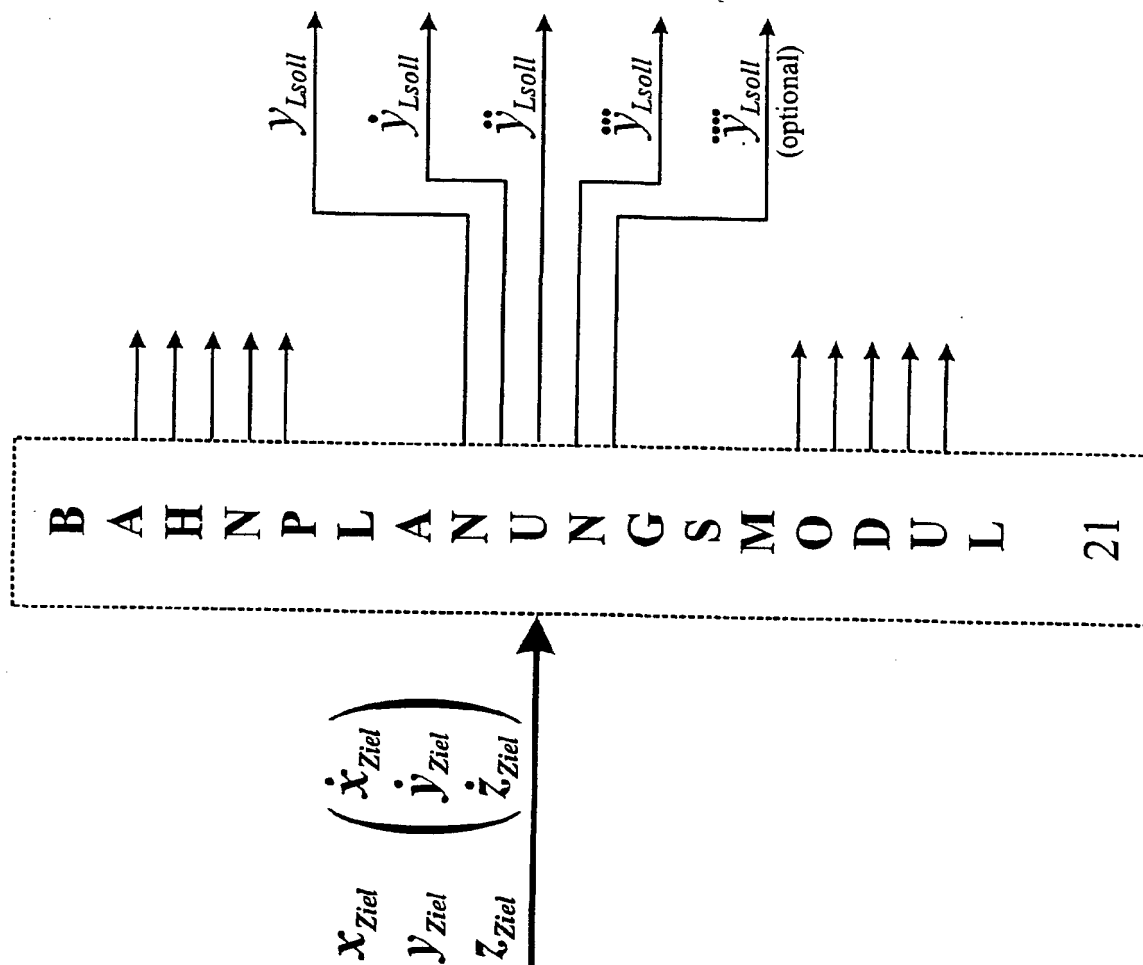 x_Ziel (ẋ_Ziel)
y_Ziel (ẏ_Ziel)
z_Ziel (ż_Ziel)
BAHNPLANUNGSMODUL
21
y_Lsoll
ẏ_Lsoll
ÿ_Lsoll
y⃛_Lsoll
y⃜_Lsoll
(optional)